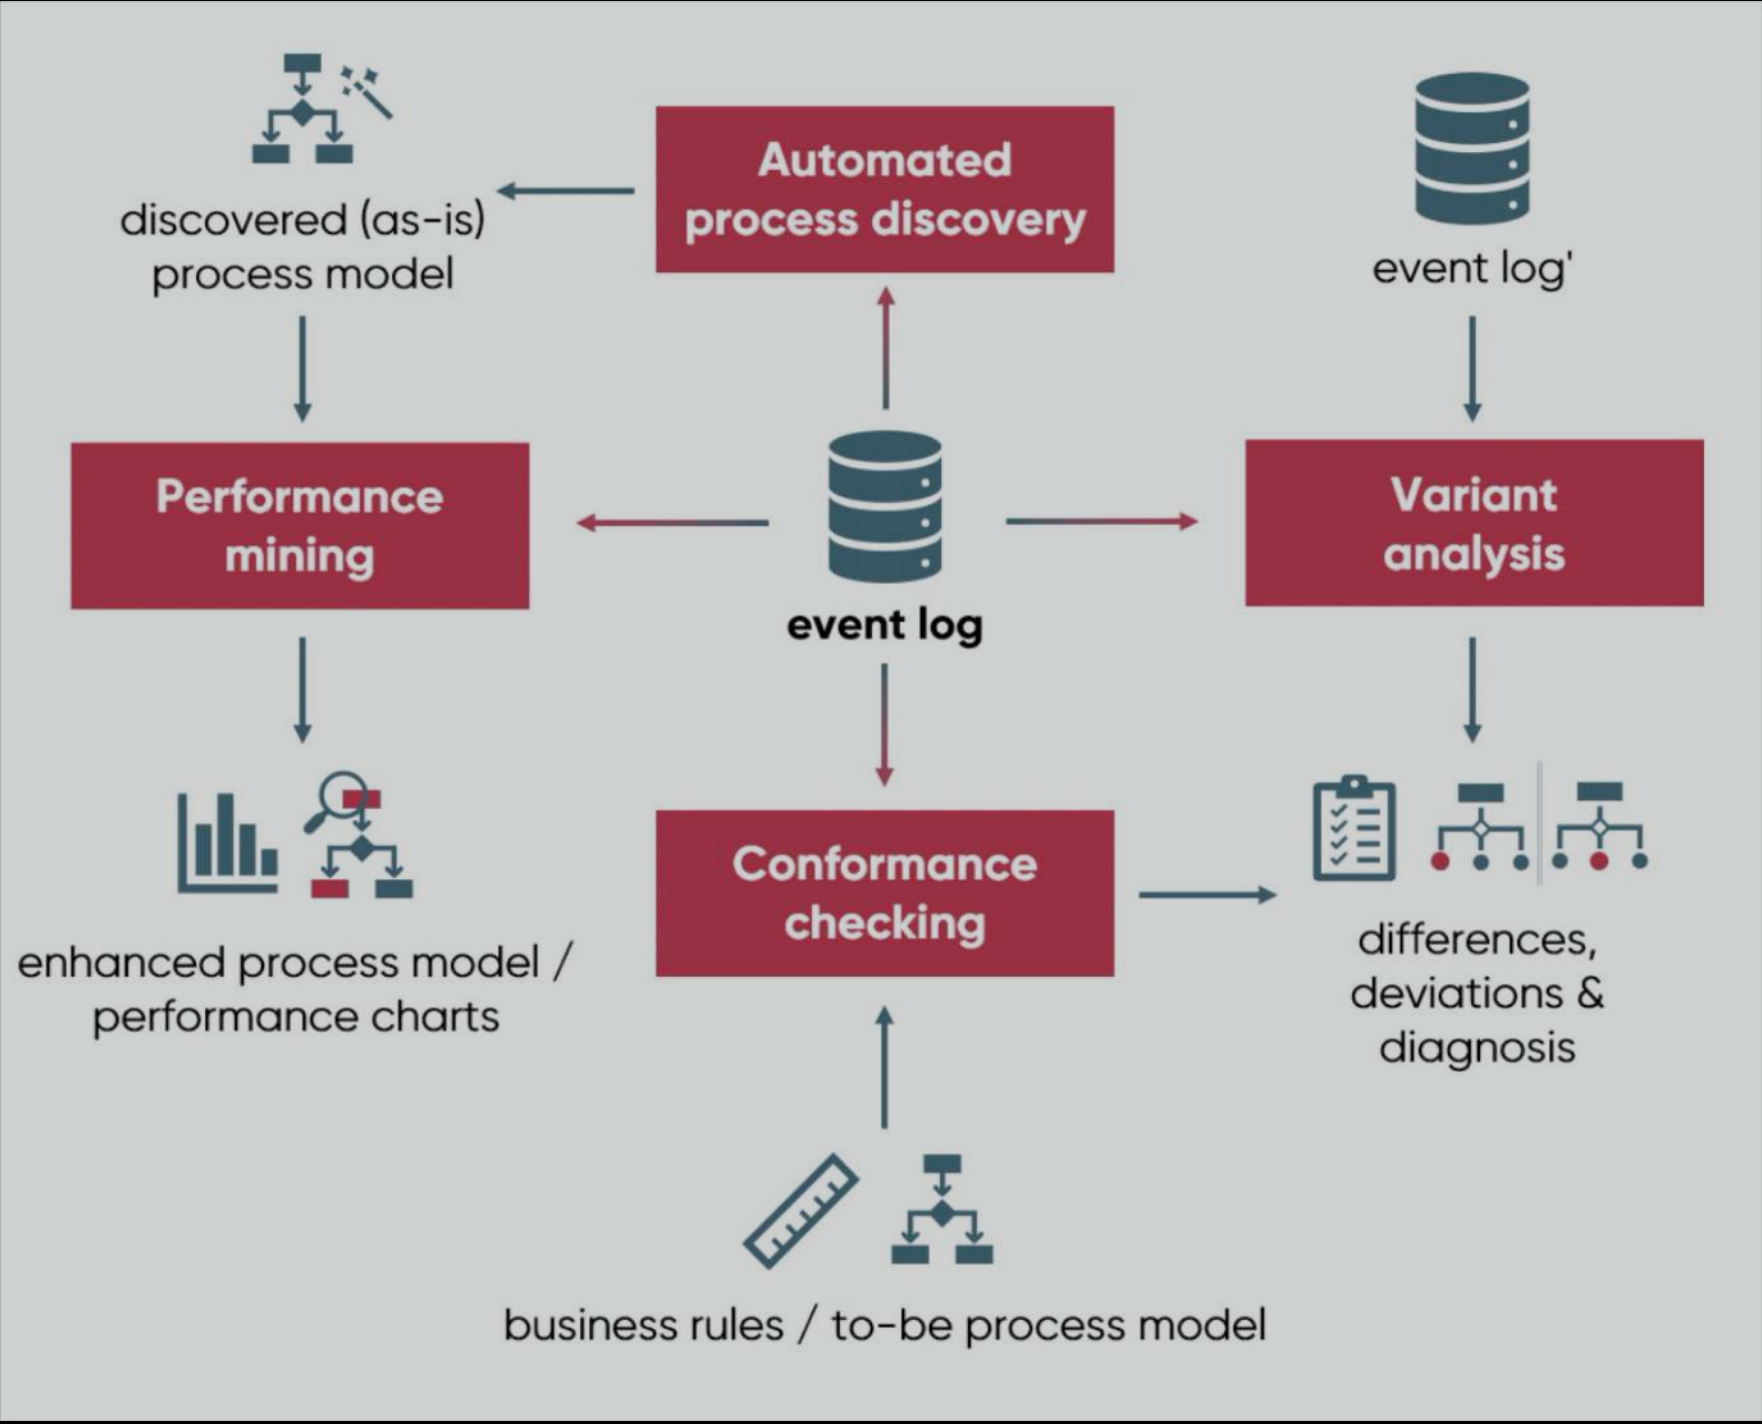 Automated
process discovery
discovered (as-is)
process model
event log'
Performance
mining
event log
Variant
analysis
Conformance
checking
enhanced process model /
performance charts
differences,
deviations &
diagnosis
business rules / to-be process model